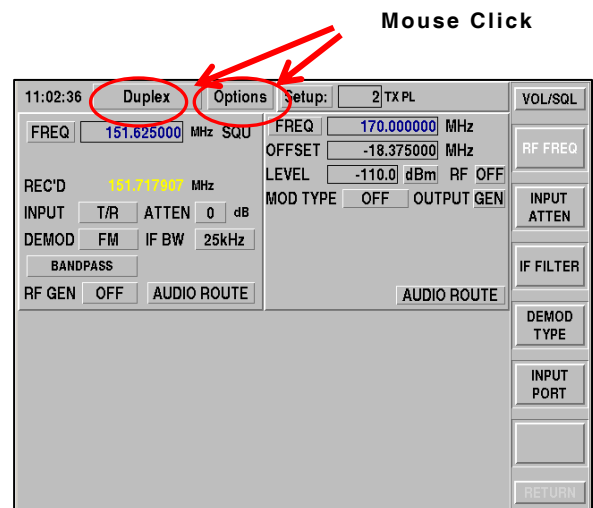 Mouse Click
11:02:36 Duplex Options Setup: 2 TX PL
FREQ 151.625000 MHz SQU
REC'D 151.717907 MHz
INPUT T/R ATTEN 0 dB
DEMOD FM IF BW 25kHz
BANDPASS
RF GEN OFF AUDIO ROUTE
FREQ 170.000000 MHz
OFFSET -18.375000 MHz
LEVEL -110.0 dBm RF OFF
MOD TYPE OFF OUTPUT GEN
AUDIO ROUTE
VOL/SQL
RF FREQ
INPUT
ATTEN
IF FILTER
DEMOD
TYPE
INPUT
PORT
RETURN